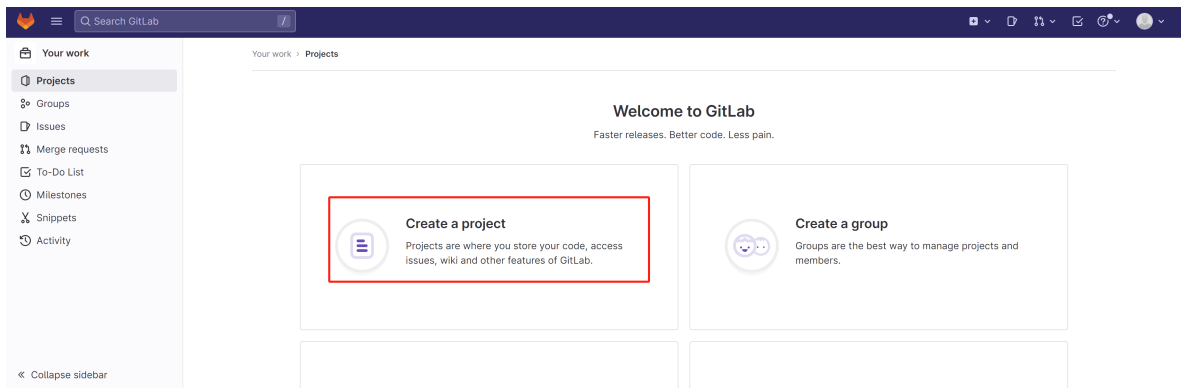 Search GitLab /
Your work
Projects
Groups
Issues
Merge requests
To-Do List
Milestones
Snippets
Activity
Collapse sidebar
Your work > Projects
Welcome to GitLab
Faster releases. Better code. Less pain.
Create a project
Projects are where you store your code, access
issues, wiki and other features of GitLab.
Create a group
Groups are the best way to manage projects and
members.